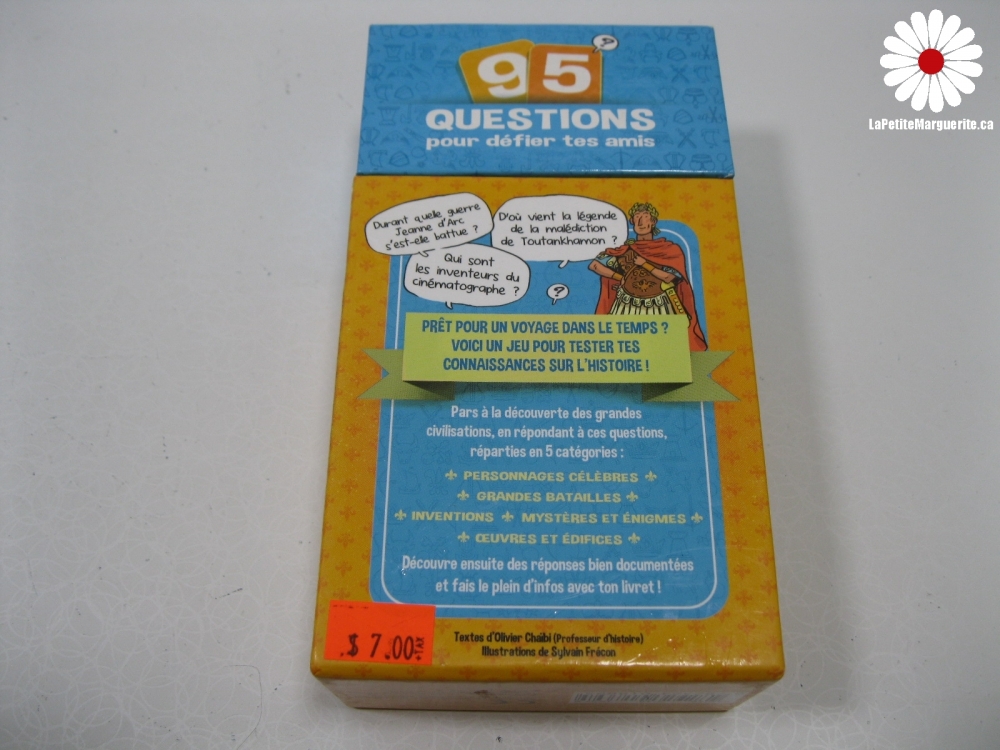 LaPetiteMarguerite.ca
95
?
QUESTIONS
pour défier tes amis
Durant quelle guerre
Jeanne d'Arc
s'est-elle battue ?
D'où vient la légende
de la malédiction
de Toutankhamon ?
Qui sont
les inventeurs du
cinématographe ?
?
PRÊT POUR UN VOYAGE DANS LE TEMPS ?
VOICI UN JEU POUR TESTER TES
CONNAISSANCES SUR L'HISTOIRE !
Pars à la découverte des grandes
civilisations, en répondant à ces questions,
réparties en 5 catégories :
PERSONNAGES CÉLÈBRES
GRANDES BATAILLES
INVENTIONS MYSTÈRES ET ÉNIGMES
ŒUVRES ET ÉDIFICES
Découvre ensuite des réponses bien documentées
et fais le plein d'infos avec ton livret !
$ 7.00 +TAX
Textes d'Olivier Chaïbi (Professeur d'histoire)
Illustrations de Sylvain Frécon